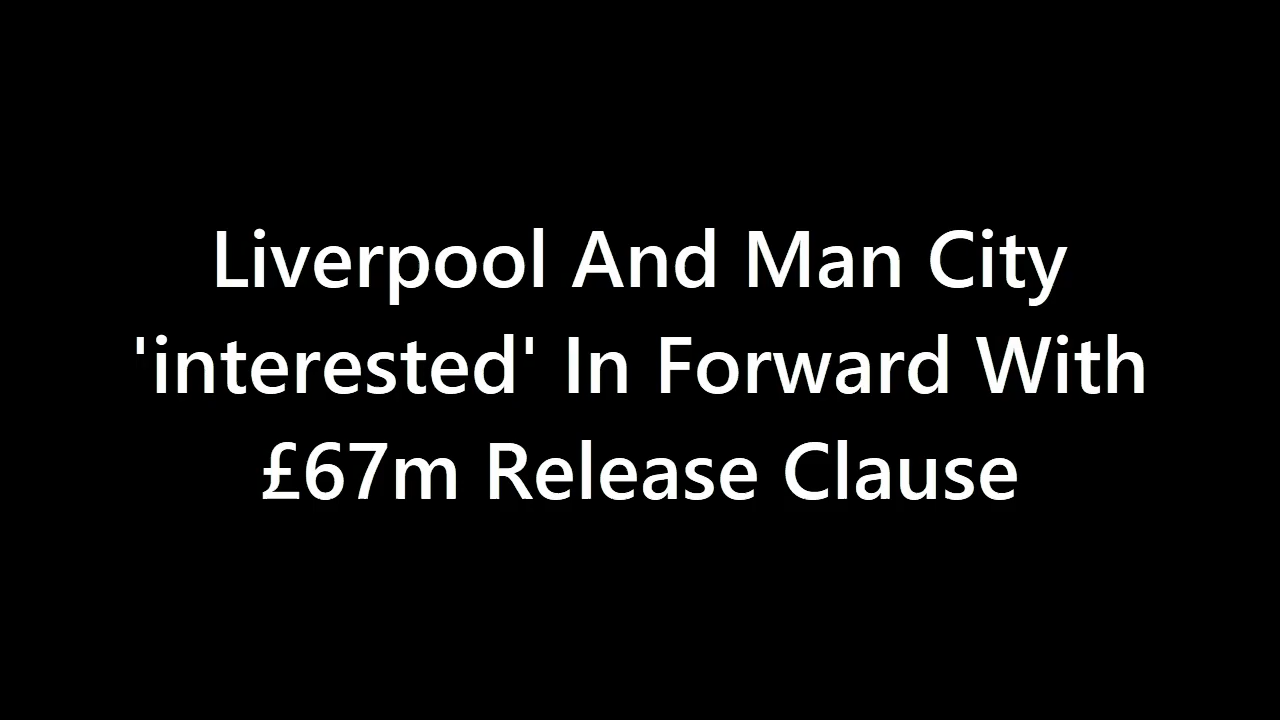 Liverpool And Man City
'interested' In Forward With
£67m Release Clause